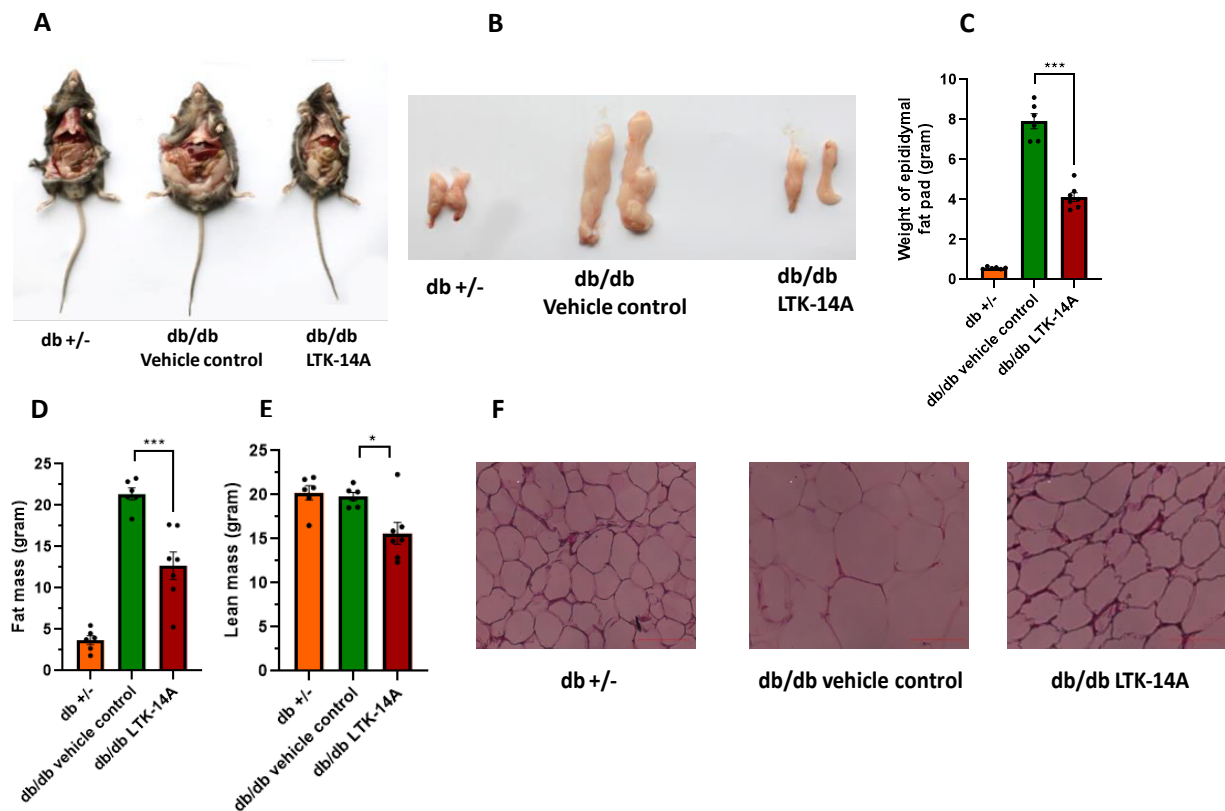 A
B
C
db +/-
db/db
Vehicle control
db/db
LTK-14A
db +/-
db/db
Vehicle control
db/db
LTK-14A
Weight of epididymal
fat pad (gram)
10
8
6
4
2
0
***
db +/-
db/db vehicle control
db/db LTK-14A
D
E
F
Fat mass (gram)
25
20
15
10
5
0
***
db +/-
db/db vehicle control
db/db LTK-14A
Lean mass (gram)
25
20
15
10
5
0
*
db +/-
db/db vehicle control
db/db LTK-14A
db +/-
db/db vehicle control
db/db LTK-14A